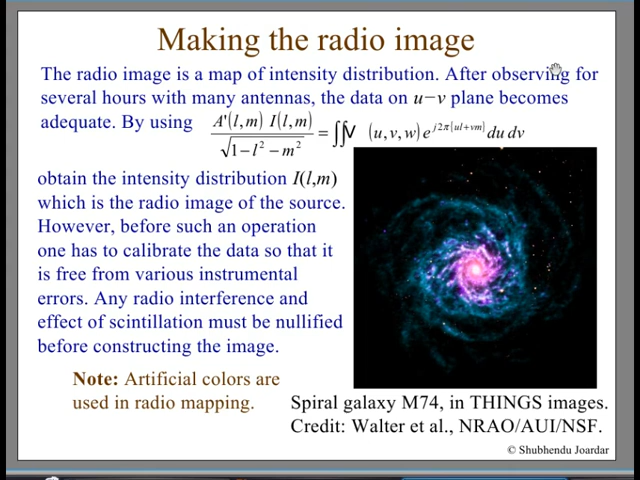 Making the radio image
The radio image is a map of intensity distribution. After observing for
several hours with many antennas, the data on u−v plane becomes
adequate. By using A'(l,m) I(l,m) / √1−l² −m² = ∫∫V (u,v,w) e^j2π[ul+vm] du dv
obtain the intensity distribution I(l,m)
which is the radio image of the source.
However, before such an operation
one has to calibrate the data so that it
is free from various instrumental
errors. Any radio interference and
effect of scintillation must be nullified
before constructing the image.
Note: Artificial colors are
used in radio mapping.
Spiral galaxy M74, in THINGS images.
Credit: Walter et al., NRAO/AUI/NSF.
© Shubhendu Joardar